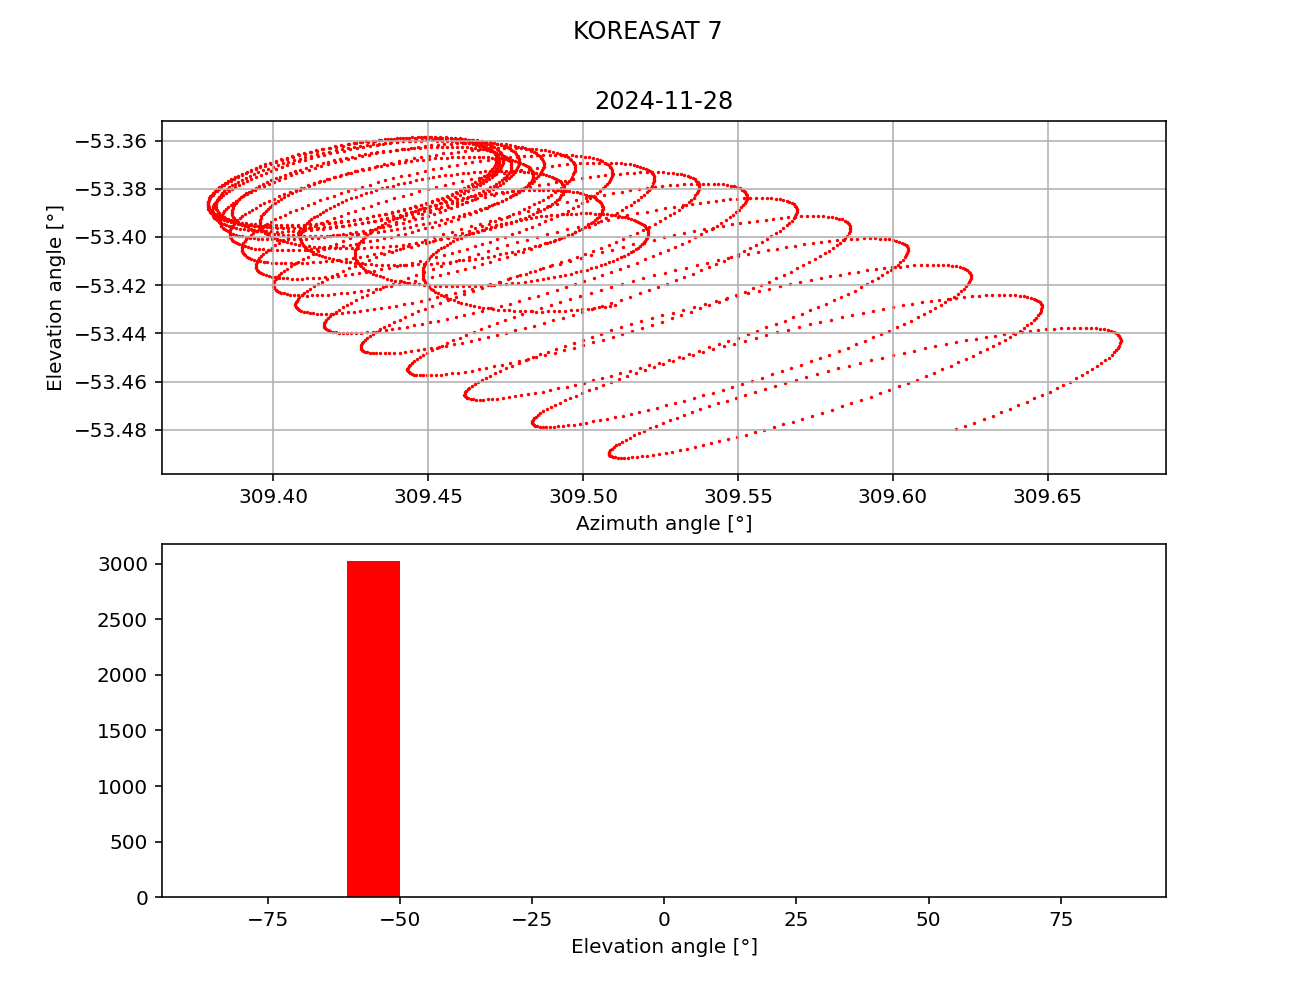 KOREASAT 7
2024-11-28
−53.36
−53.38
−53.40
−53.42
−53.44
−53.46
−53.48
Elevation angle [°]
309.40 309.45 309.50 309.55 309.60 309.65
Azimuth angle [°]
3000
2500
2000
1500
1000
500
0
−75 −50 −25 0 25 50 75
Elevation angle [°]